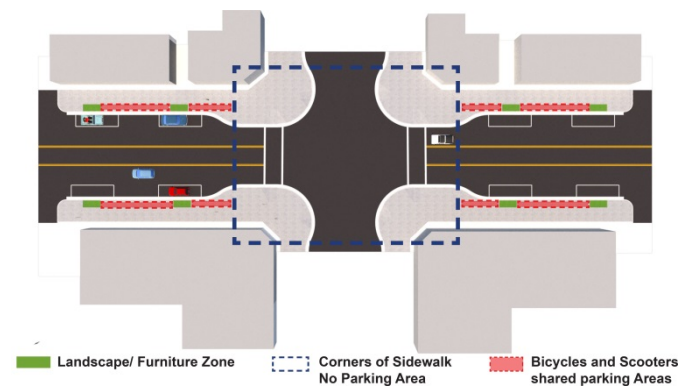 Landscape/ Furniture Zone
Corners of Sidewalk
No Parking Area
Bicycles and Scooters
shared parking Areas